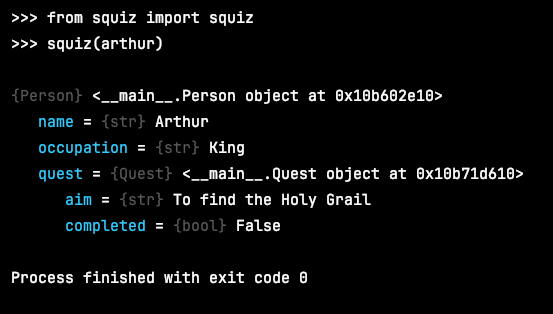 >>> from squiz import squiz
>>> squiz(arthur)
{Person} <__main__.Person object at 0x10b602e10>
name = {str} Arthur
occupation = {str} King
quest = {Quest} <__main__.Quest object at 0x10b71d610>
aim = {str} To find the Holy Grail
completed = {bool} False
Process finished with exit code 0